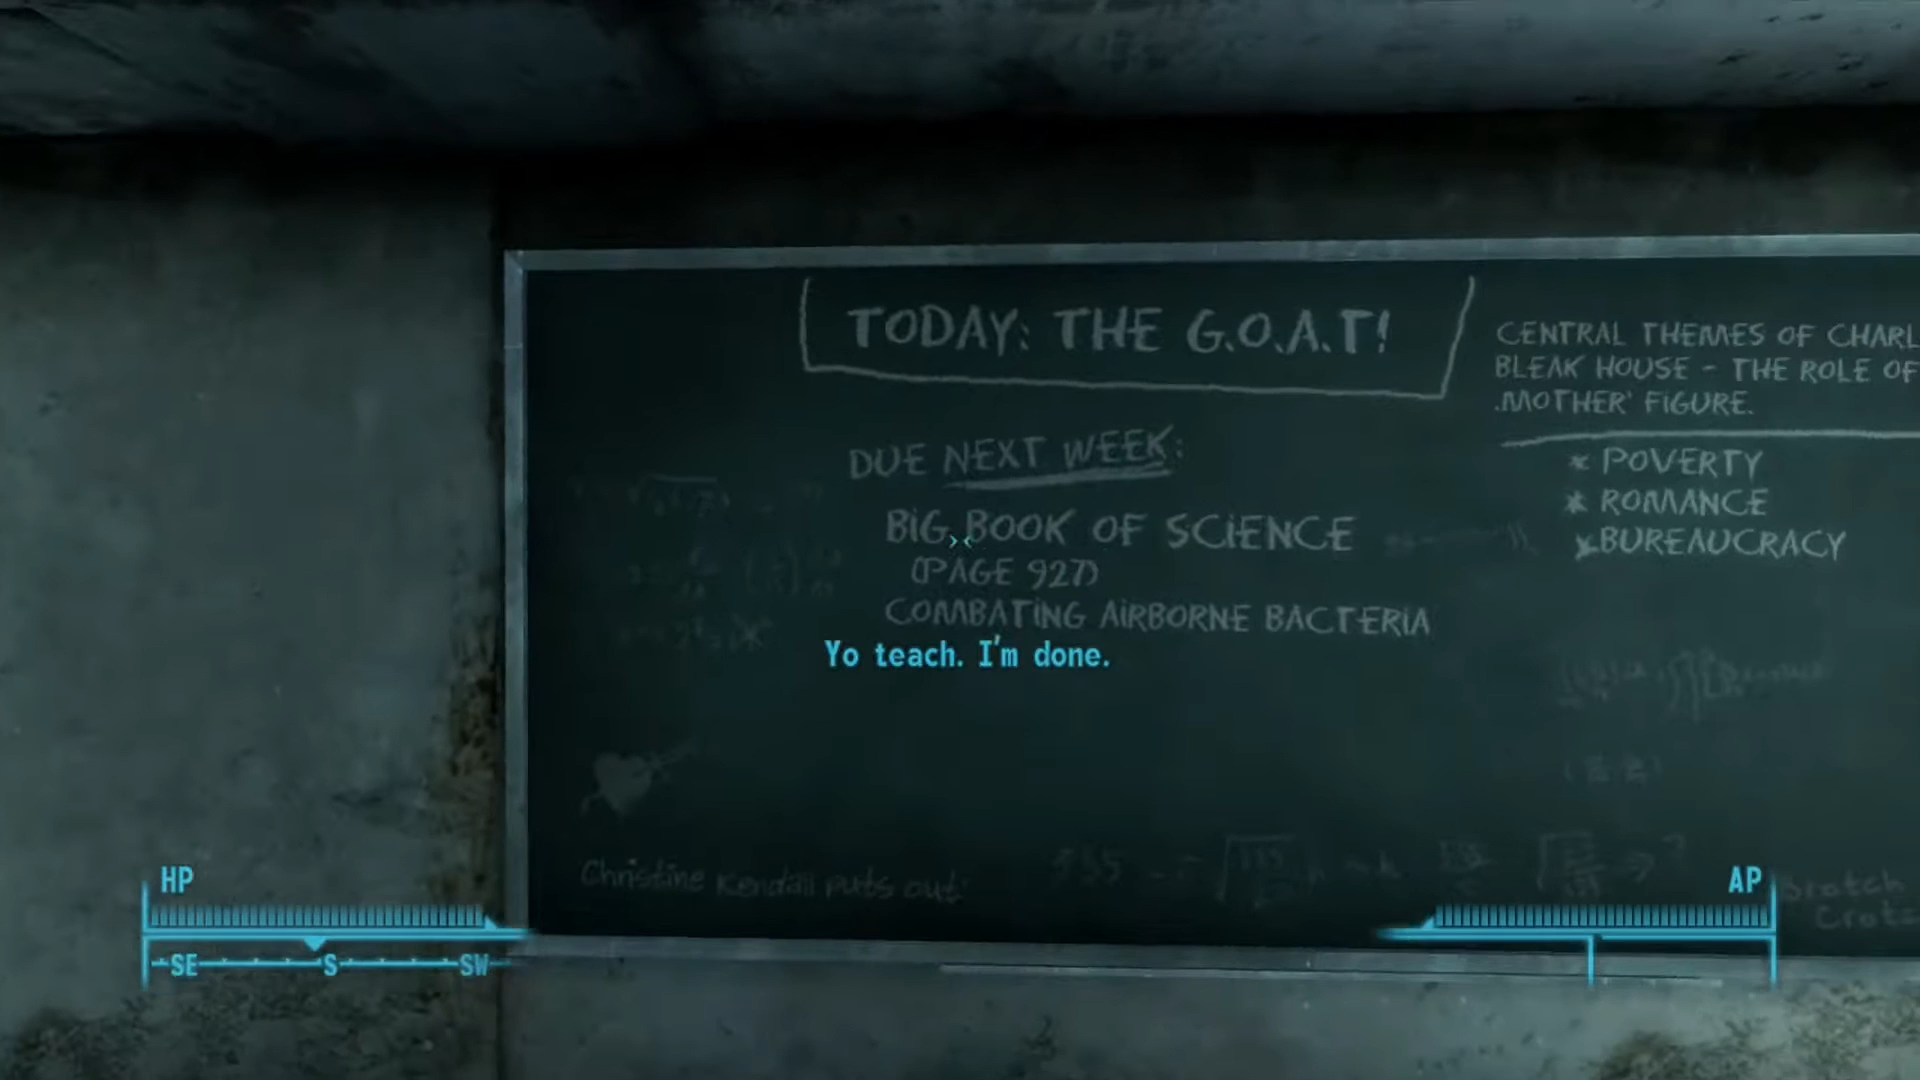 TODAY: THE G.O.A.T!
DUE NEXT WEEK:
BIG BOOK OF SCIENCE
(PAGE 927)
COMBATING AIRBORNE BACTERIA
CENTRAL THEMES OF CHARL
BLEAK HOUSE - THE ROLE OF
'MOTHER' FIGURE.
* POVERTY
* ROMANCE
* BUREAUCRACY
Yo teach. I'm done.
Christine Kendall puts out
HP
SE S SW
AP